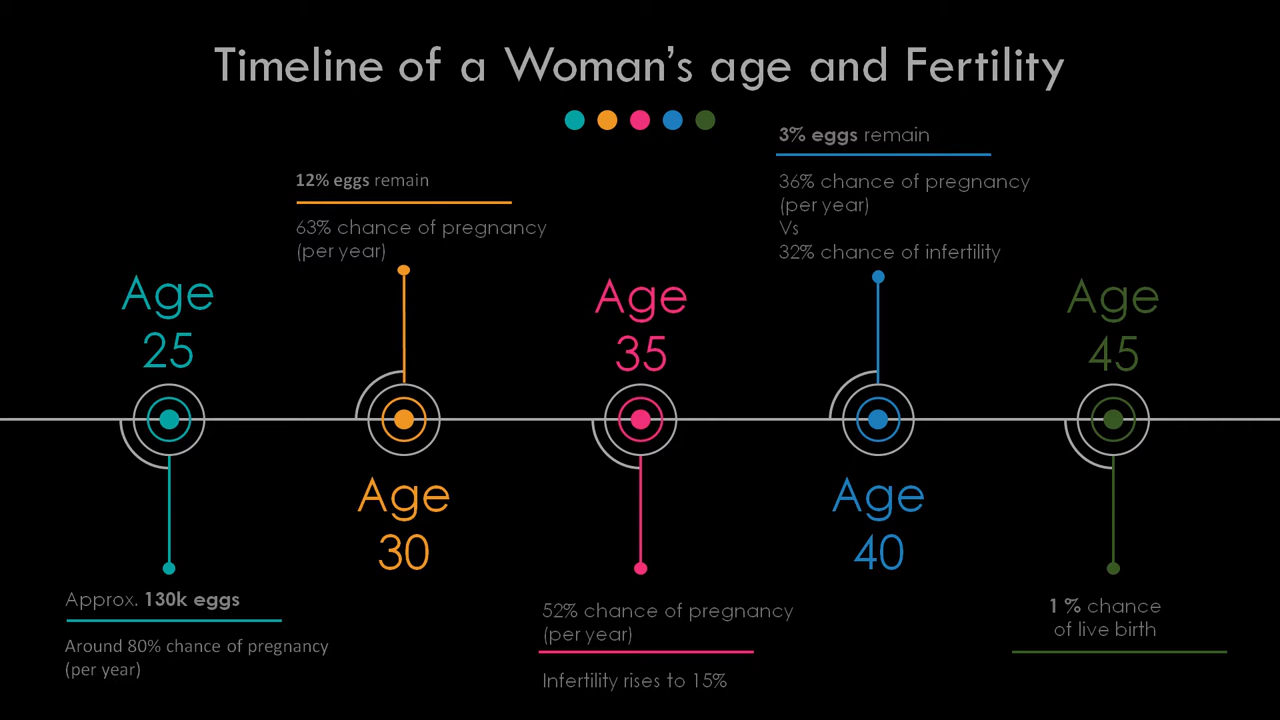 Timeline of a Woman's age and Fertility
Age
25
Approx. 130k eggs
Around 80% chance of pregnancy
(per year)
12% eggs remain
63% chance of pregnancy
(per year)
Age
30
Age
35
52% chance of pregnancy
(per year)
Infertility rises to 15%
3% eggs remain
36% chance of pregnancy
(per year)
Vs
32% chance of infertility
Age
40
Age
45
1 % chance
of live birth